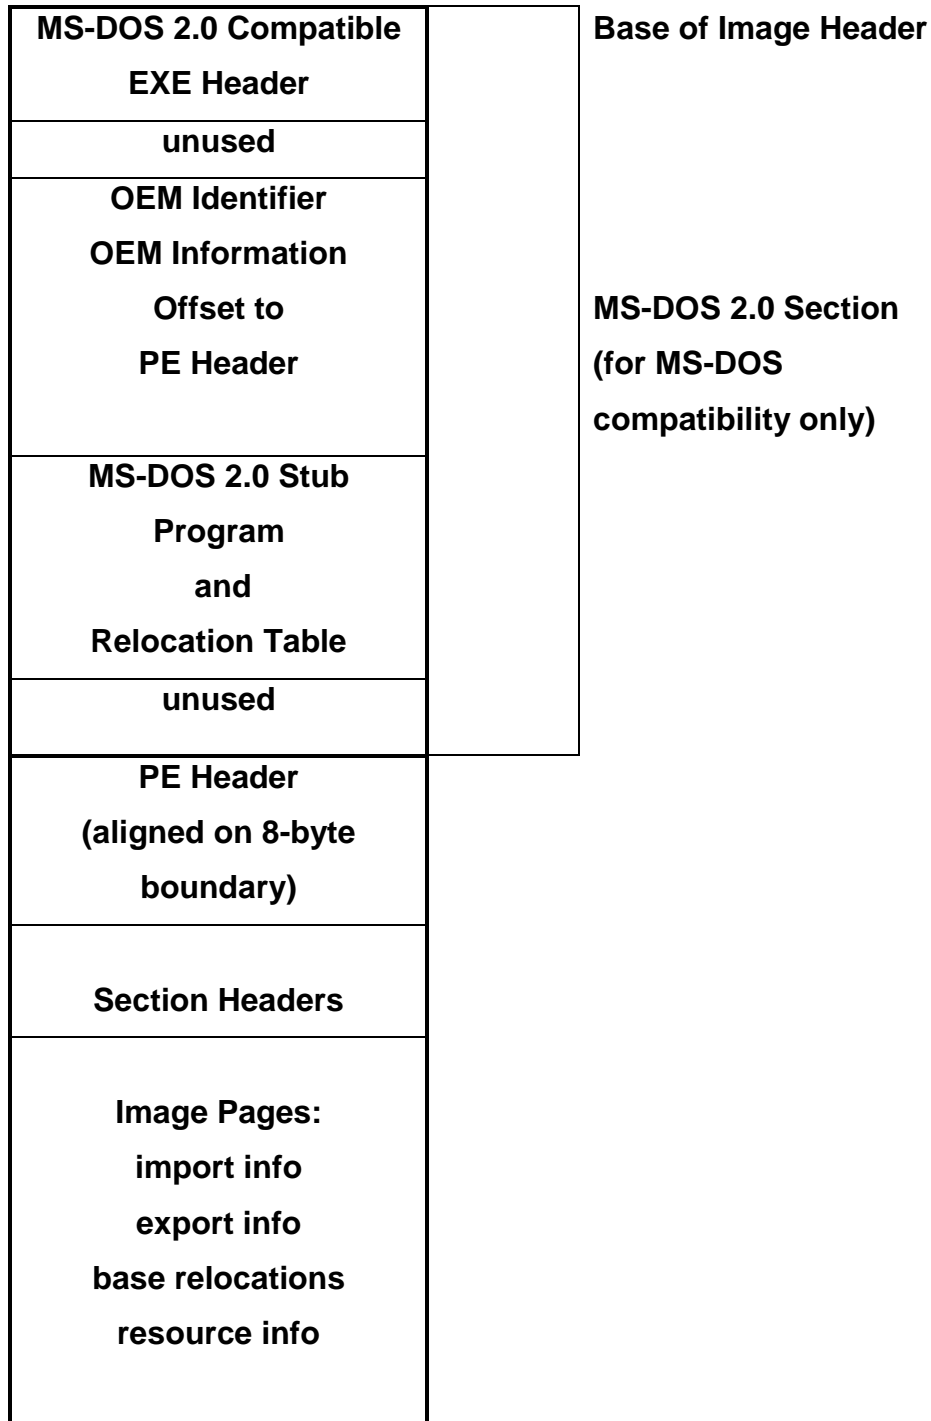 MS-DOS 2.0 Compatible
EXE Header
Base of Image Header
unused
OEM Identifier
OEM Information
Offset to
PE Header
MS-DOS 2.0 Section
(for MS-DOS
compatibility only)
MS-DOS 2.0 Stub
Program
and
Relocation Table
unused
PE Header
(aligned on 8-byte
boundary)
Section Headers
Image Pages:
import info
export info
base relocations
resource info